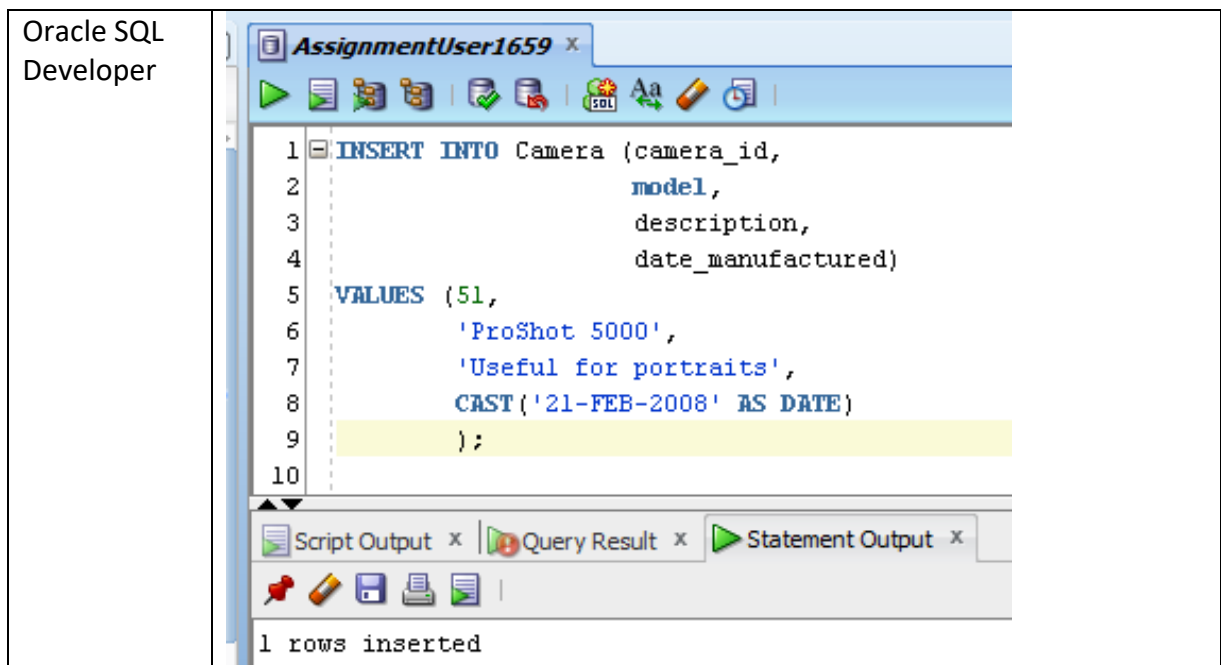 Oracle SQL
Developer
AssignmentUser1659 x
SQL Aa
1 INSERT INTO Camera (camera_id,
2 model,
3 description,
4 date_manufactured)
5 VALUES (51,
6 'ProShot 5000',
7 'Useful for portraits',
8 CAST('21-FEB-2008' AS DATE)
9 );
10
Script Output x Query Result x Statement Output x
1 rows inserted